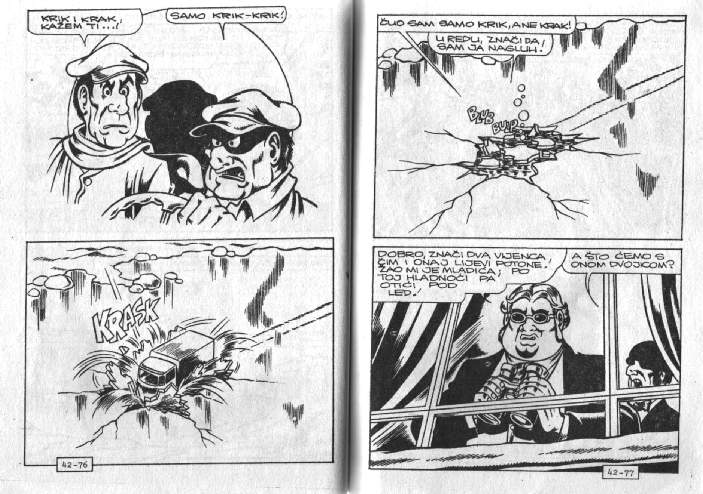 KRIK I KRAK,
KAŽEM TI...!
SAMO KRIK-KRIK!
KRASK
42-76
ČUO SAM SAMO KRIK, A NE KRAK!
U REDU, ZNAČI DA
SAM JA NAGLUH!
BLUB
BULP
DOBRO, ZNAČI DVA VIJENCA,
ČIM I ONAJ LIJEVI POTONE!
ŽAO MI JE MLADIĆA; PO
TOJ HLADNOĆI PA
OTIĆI POD
LED!
A ŠTO ĆEMO S
ONOM DVOJICOM?
42-77